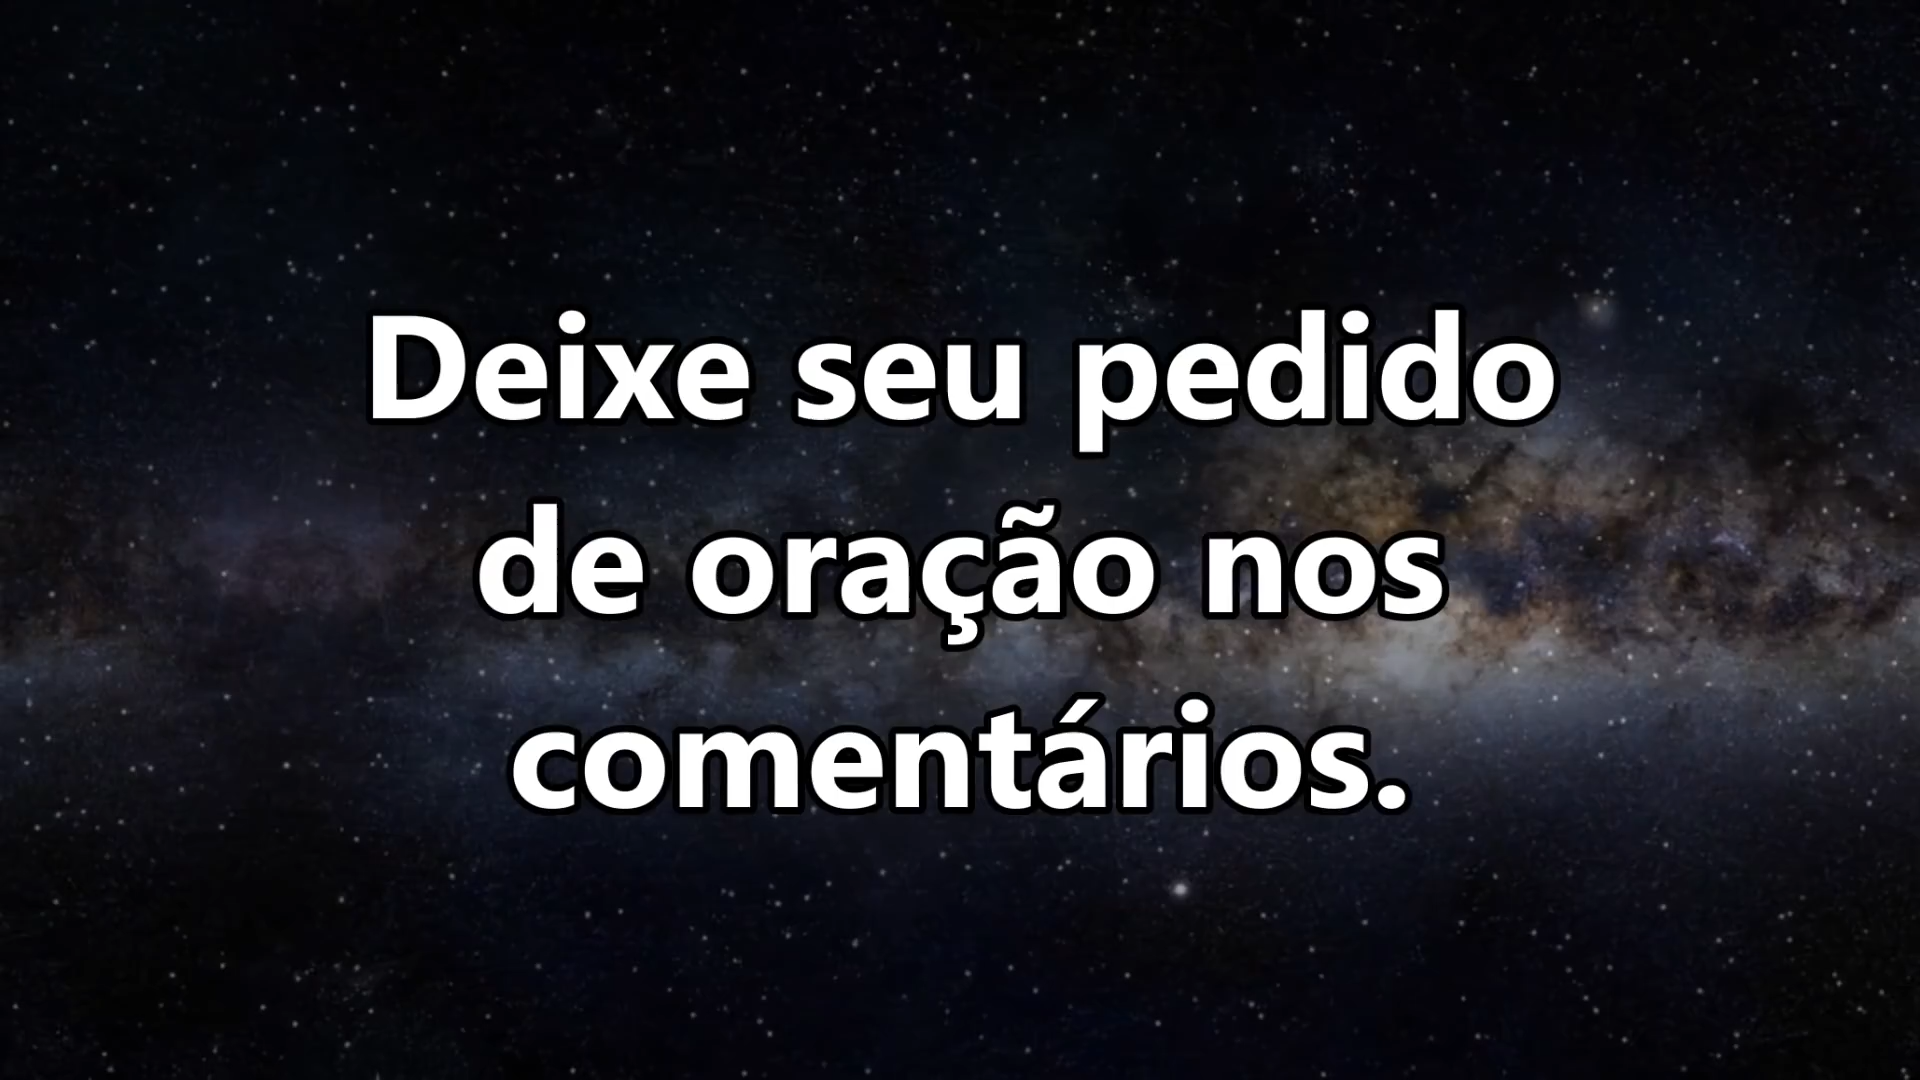 Deixe seu pedido
de oração nos
comentários.